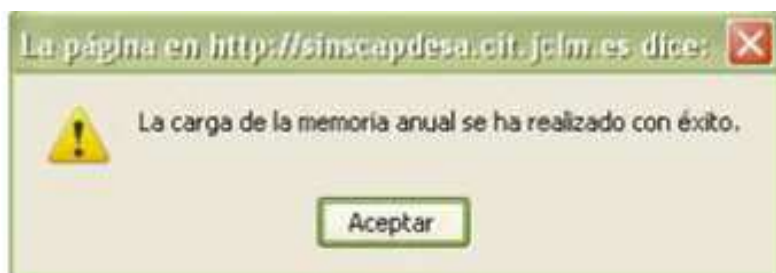 La página en http://sinscapdesa.cit.jclm.es dice:
La carga de la memoria anual se ha realizado con éxito.
Aceptar